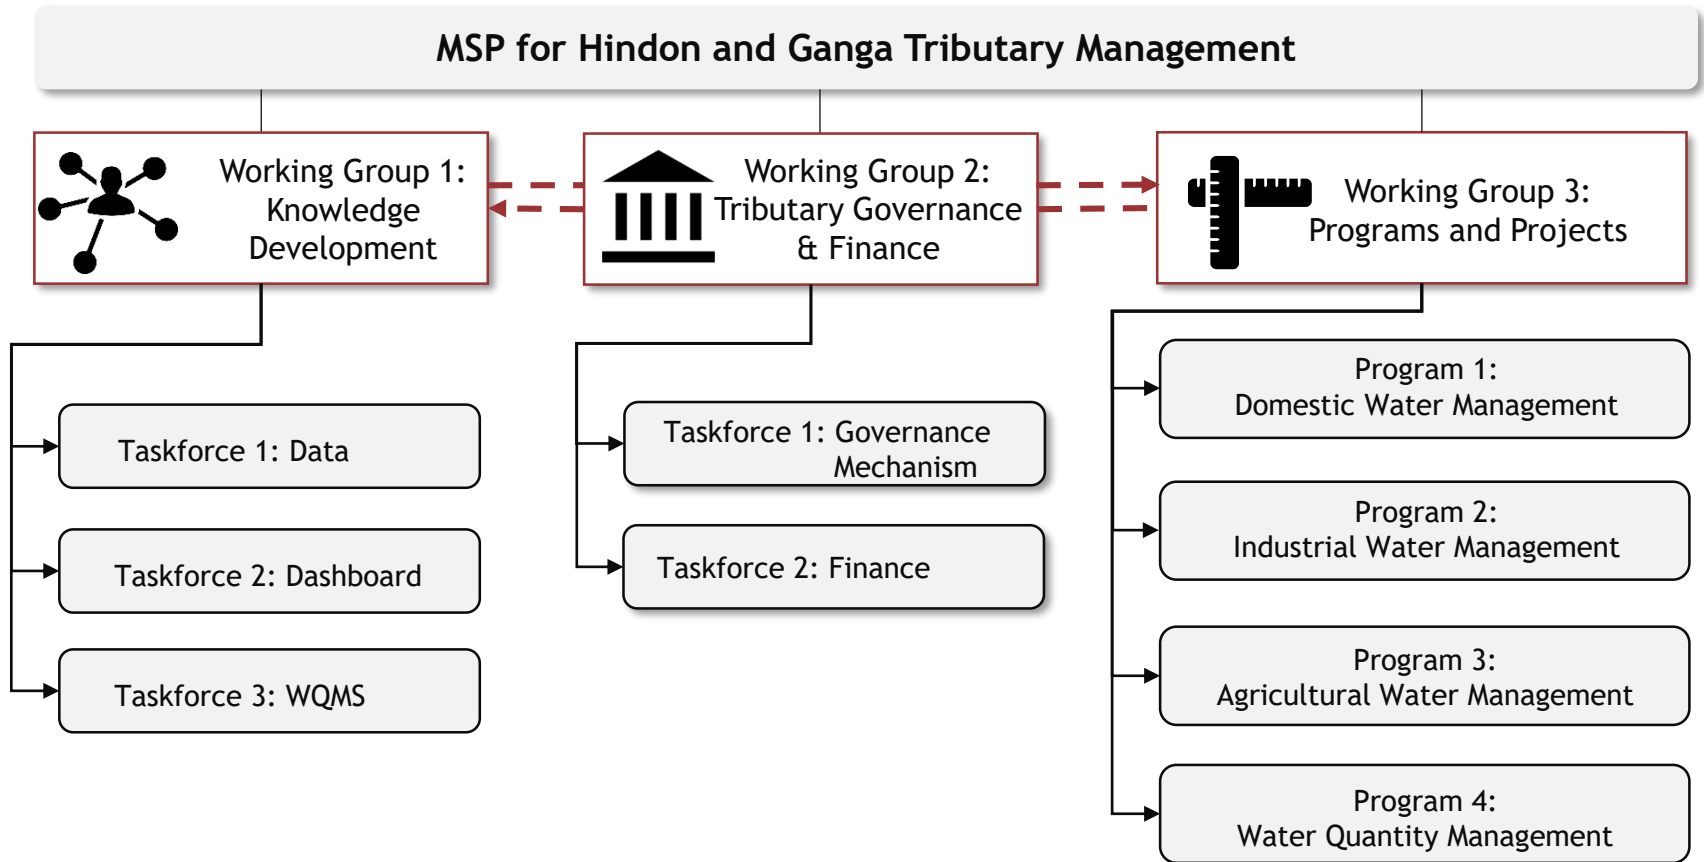 MSP for Hindon and Ganga Tributary Management
Working Group 1:
Knowledge
Development
Working Group 2:
Tributary Governance
& Finance
Working Group 3:
Programs and Projects
Taskforce 1: Data
Taskforce 2: Dashboard
Taskforce 3: WQMS
Taskforce 1: Governance
Mechanism
Taskforce 2: Finance
Program 1:
Domestic Water Management
Program 2:
Industrial Water Management
Program 3:
Agricultural Water Management
Program 4:
Water Quantity Management